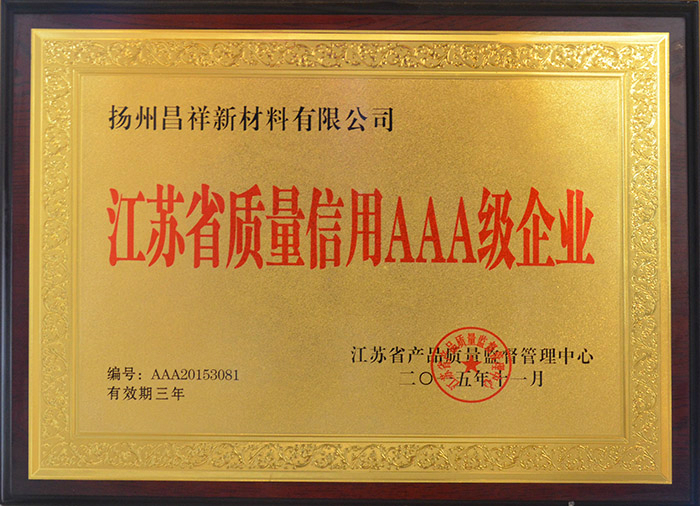 扬州昌祥新材料有限公司
江苏省质量信用AAA级企业
编号：AAA20153081
有效期三年
江苏省产品质量监督管理中心
二〇一五年十一月